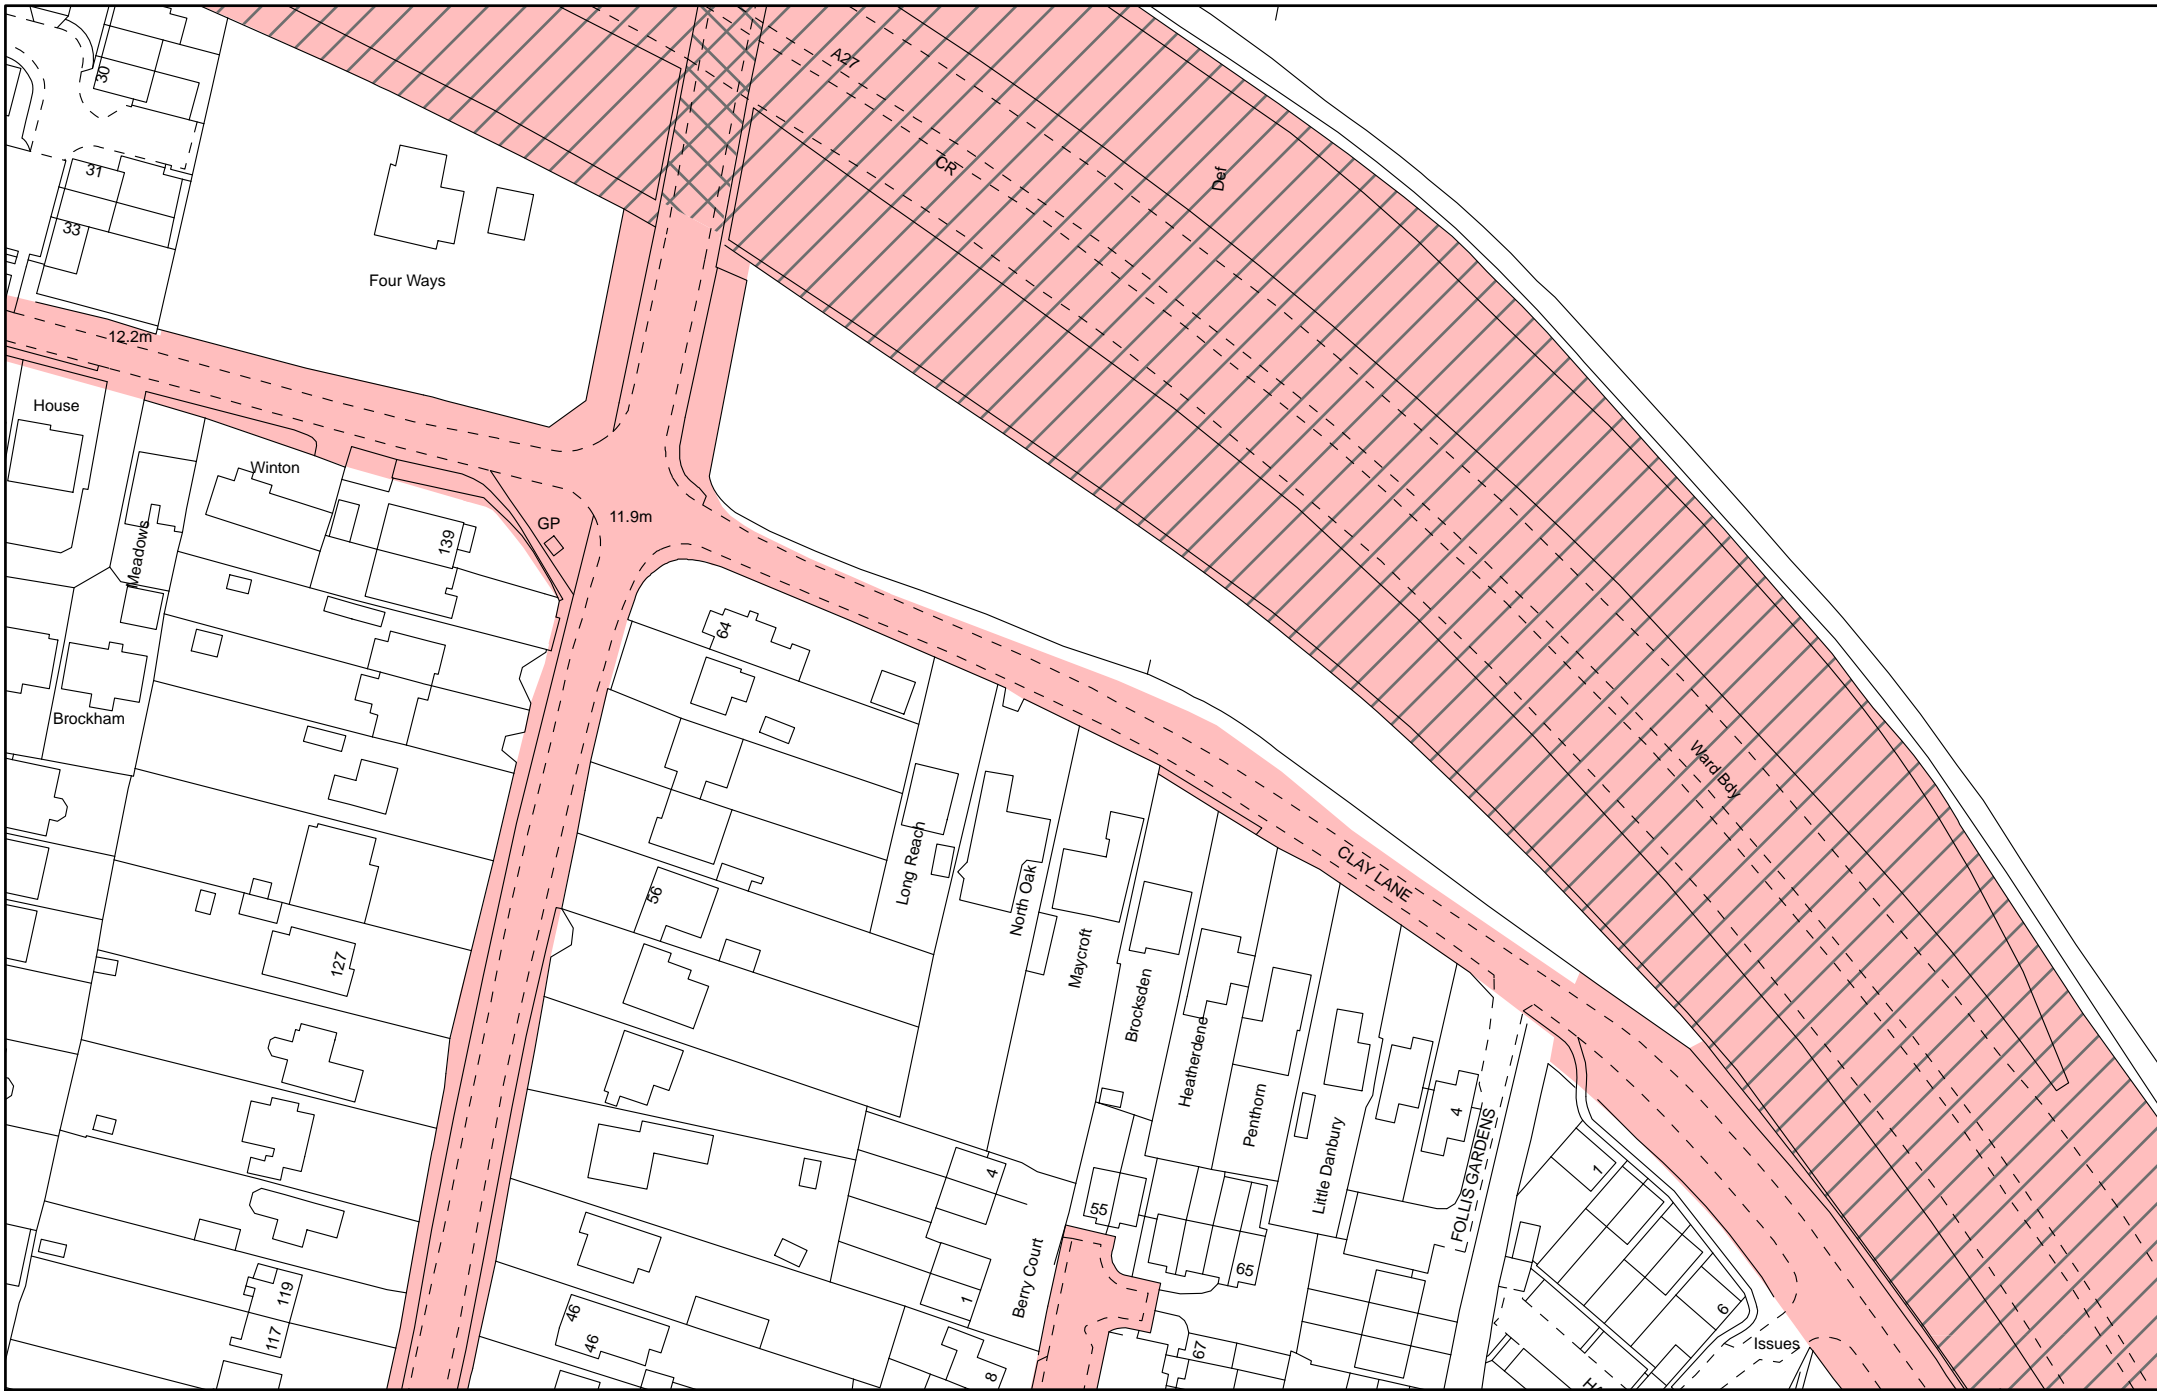 30
A27
CR
Def
31
33
Four Ways
12.2m
House
Winton
Meadows
139
GP
11.9m
64
Brockham
Ward Bdy
Long Reach
North Oak
CLAY LANE
56
127
Maycroft
Brocksden
Heatherdene
Penthorn
Little Danbury
4
FOLLIS GARDENS
1
4
55
65
Berry Court
1
119
117
46
46
8
67
6
Issues